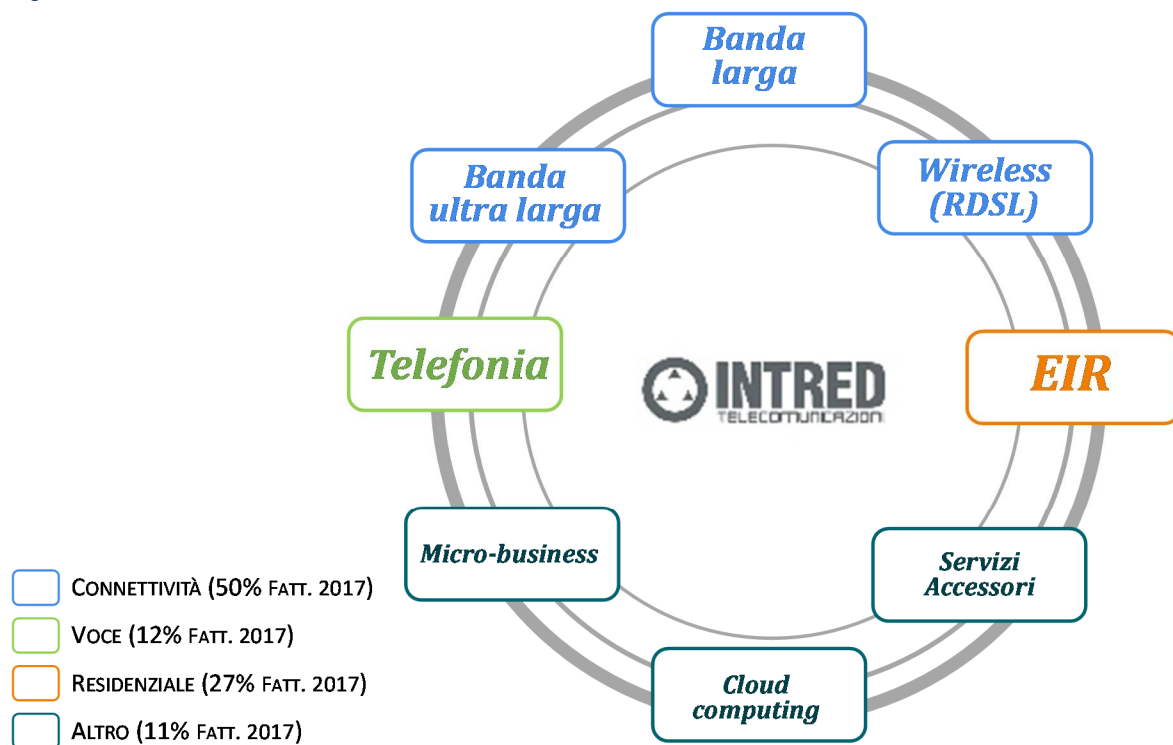 Banda
larga
Banda
ultra larga
Wireless
(RDSL)
Telefonia
INTRED
TELECOMUNICAZIONI
EIR
Micro-business
Servizi
Accessori
Cloud
computing
CONNETTIVITÀ (50% FATT. 2017)
VOCE (12% FATT. 2017)
RESIDENZIALE (27% FATT. 2017)
ALTRO (11% FATT. 2017)